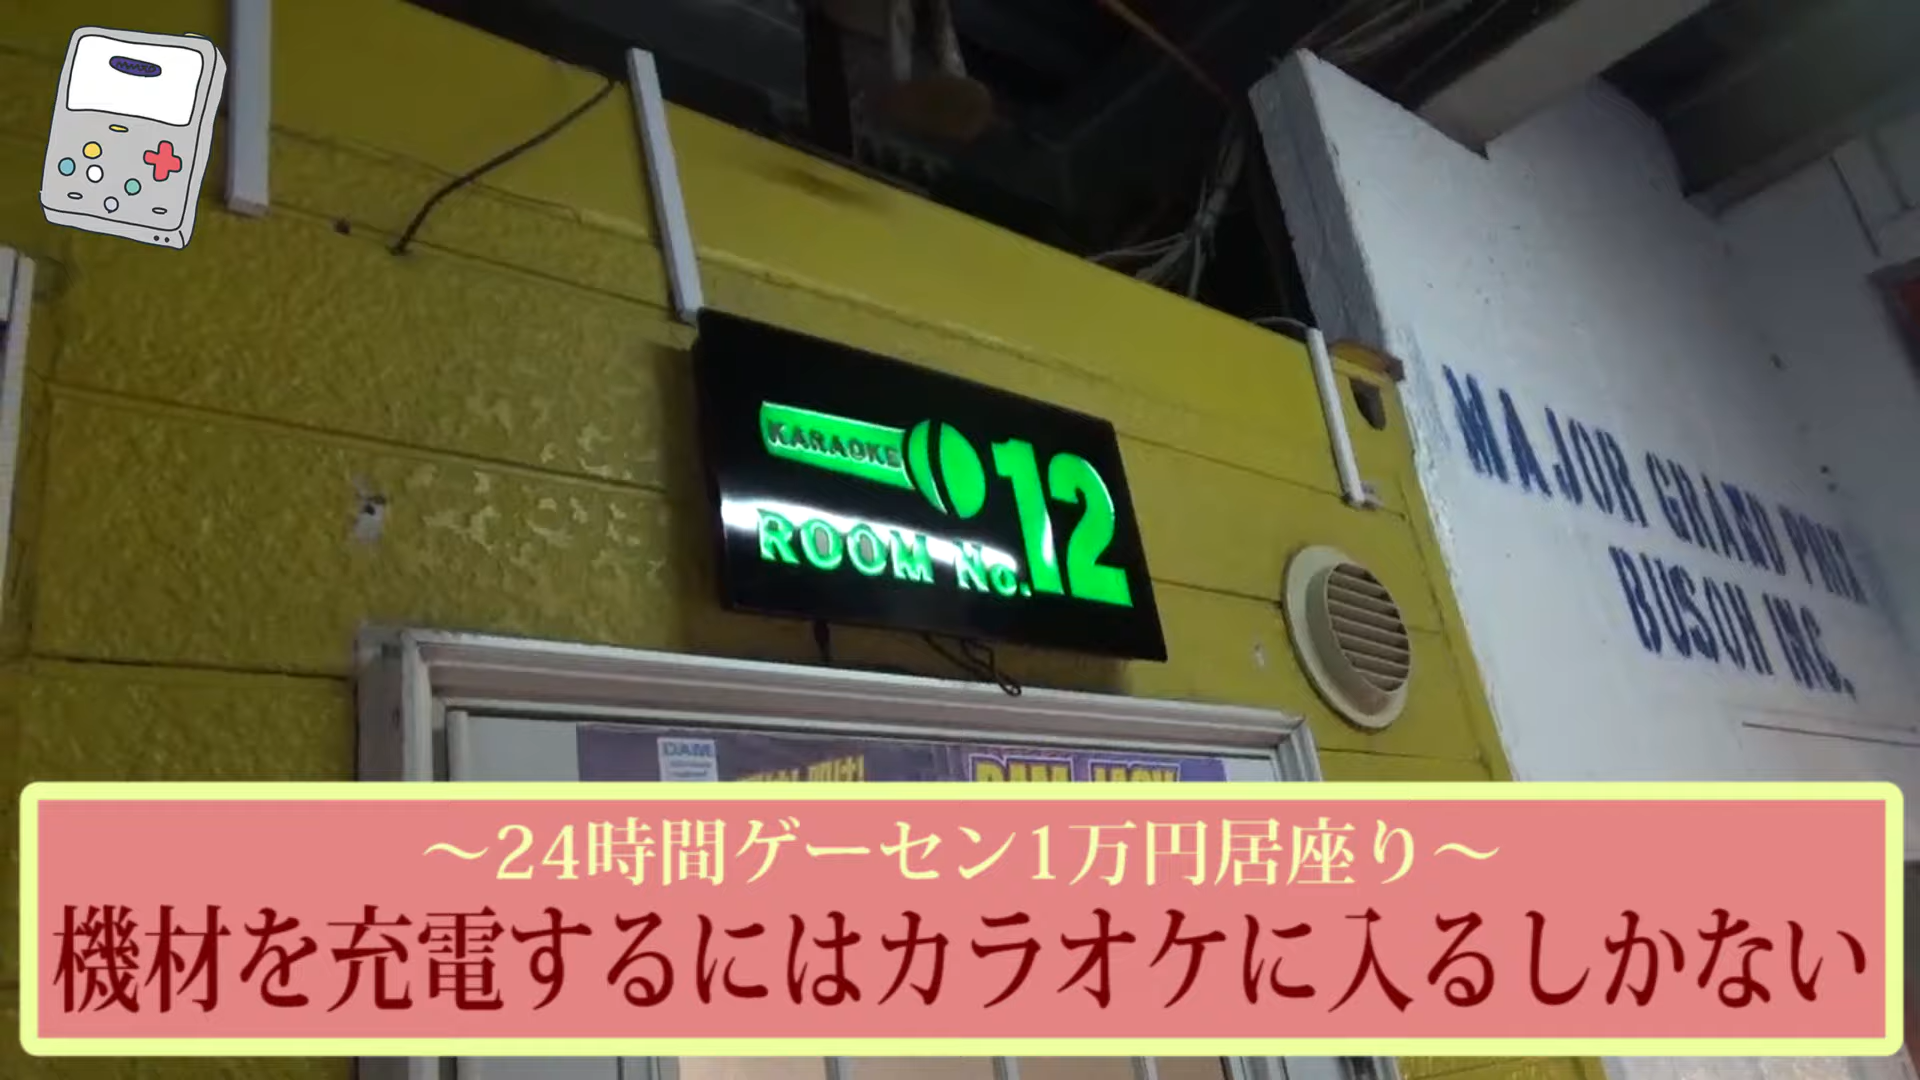 KARAOKE
ROOM No.
12
MAJOR GRAND PRIX
BUSOH INC.
DAM
～24時間ゲーセン1万円居座り～
機材を充電するにはカラオケに入るしかない